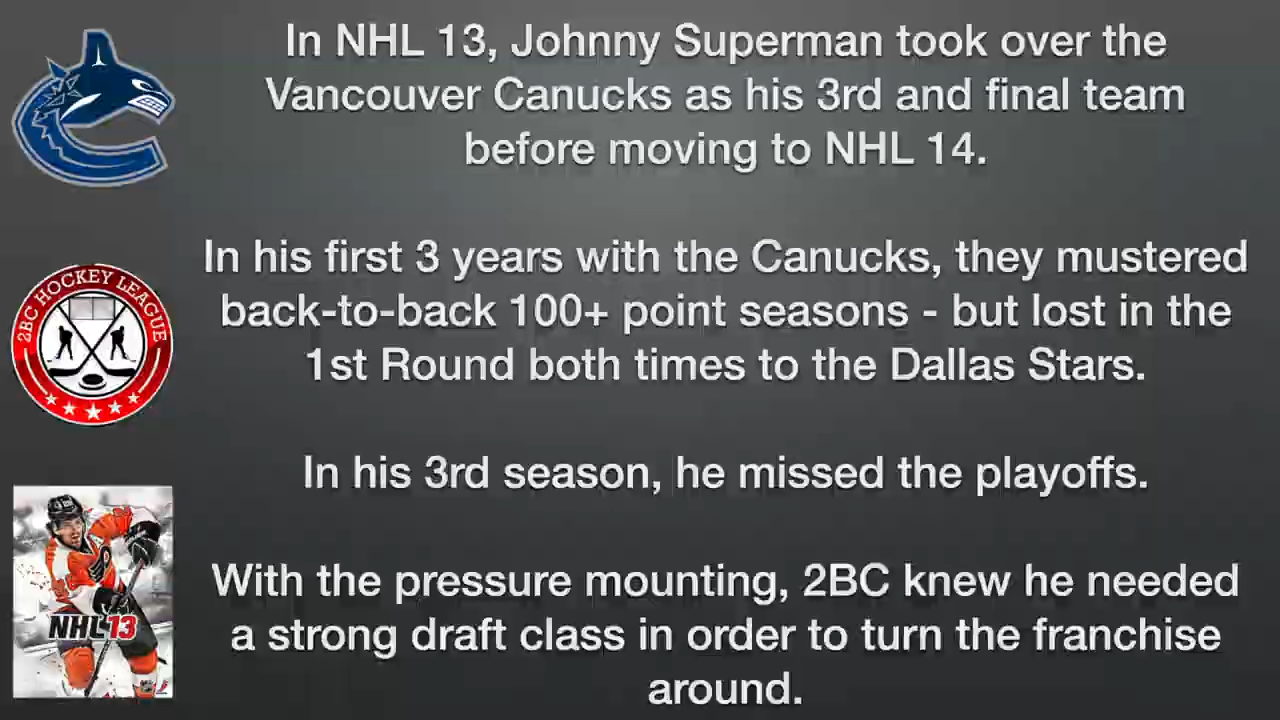 In NHL 13, Johnny Superman took over the
Vancouver Canucks as his 3rd and final team
before moving to NHL 14.
2BC HOCKEY LEAGUE
In his first 3 years with the Canucks, they mustered
back-to-back 100+ point seasons - but lost in the
1st Round both times to the Dallas Stars.
In his 3rd season, he missed the playoffs.
NHL 13
With the pressure mounting, 2BC knew he needed
a strong draft class in order to turn the franchise
around.